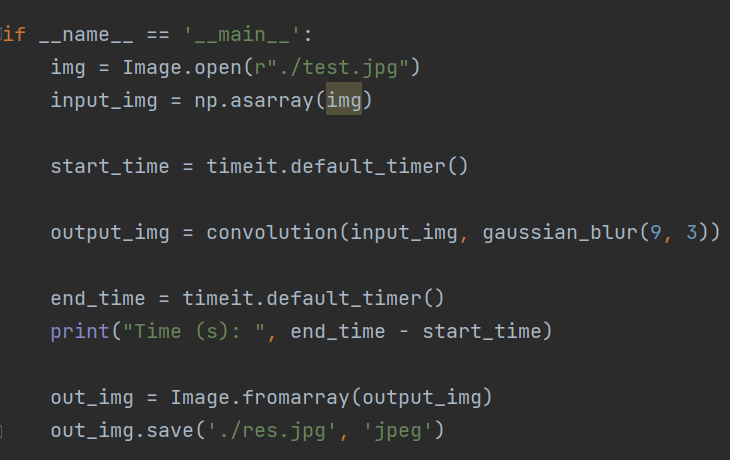 if __name__ == '__main__':
    img = Image.open(r"./test.jpg")
    input_img = np.asarray(img)

    start_time = timeit.default_timer()

    output_img = convolution(input_img, gaussian_blur(9, 3))

    end_time = timeit.default_timer()
    print("Time (s): ", end_time - start_time)

    out_img = Image.fromarray(output_img)
    out_img.save('./res.jpg', 'jpeg')